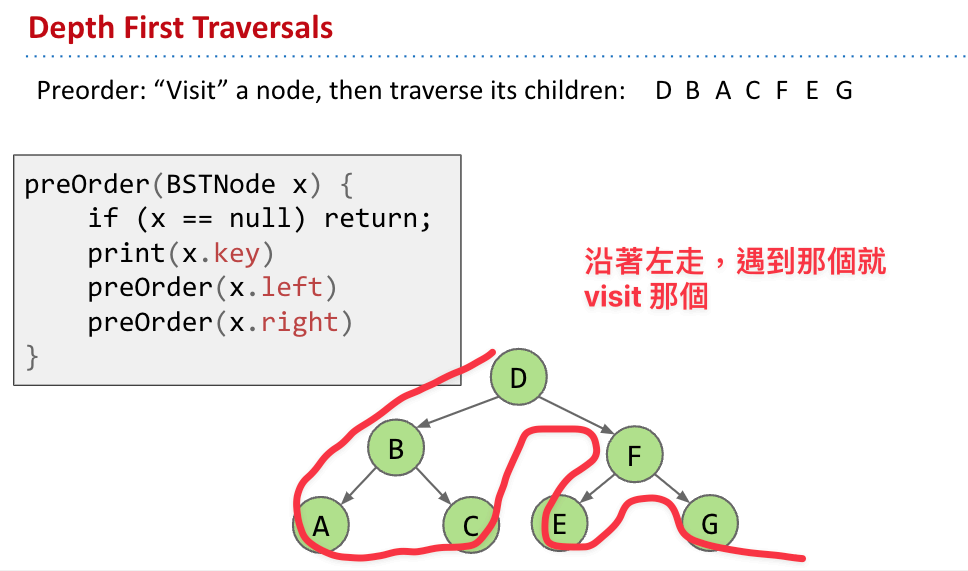 Depth First Traversals
Preorder: “Visit” a node, then traverse its children: D B A C F E G
preOrder(BSTNode x) {
    if (x == null) return;
    print(x.key)
    preOrder(x.left)
    preOrder(x.right)
}
沿著左走，遇到那個就
visit 那個
D
B
F
A
C
E
G